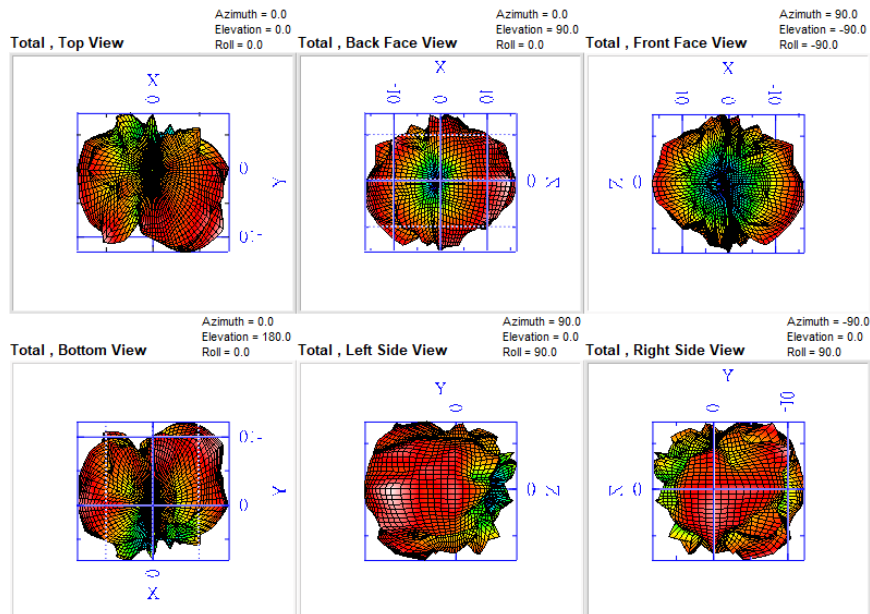 Azimuth = 0.0
Elevation = 0.0
Roll = 0.0
Total , Top View
X
0
0
Y
-10
Azimuth = 0.0
Elevation = 90.0
Roll = 0.0
Total , Back Face View
X
-10
0
10
0
Z
Azimuth = 90.0
Elevation = -90.0
Roll = -90.0
Total , Front Face View
X
10
0
-10
Z
0
Azimuth = 0.0
Elevation = 180.0
Roll = 0.0
Total , Bottom View
-10
0
Y
0
X
Azimuth = 90.0
Elevation = 0.0
Roll = 90.0
Total , Left Side View
Y
0
0
Z
Azimuth = -90.0
Elevation = 0.0
Roll = 90.0
Total , Right Side View
Y
0
-10
Z
0